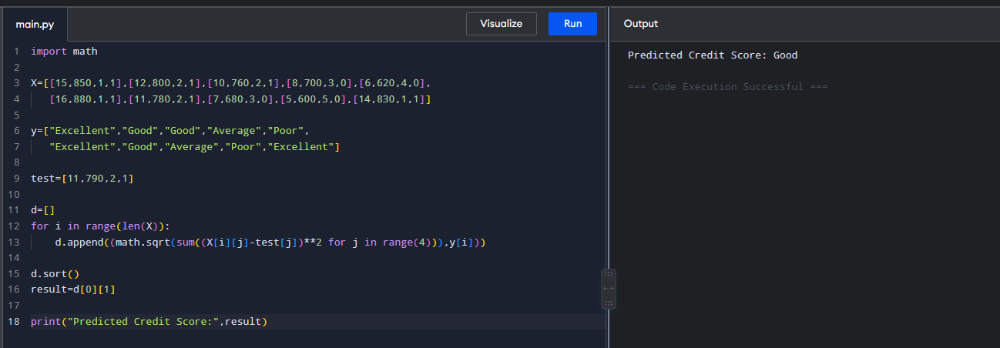 main.py
Visualize
Run
Output
1 import math
2
3 X=[[15,850,1,1],[12,800,2,1],[10,760,2,1],[8,700,3,0],[6,620,4,0],
4 [16,880,1,1],[11,780,2,1],[7,680,3,0],[5,600,5,0],[14,830,1,1]]
5
6 y=["Excellent","Good","Good","Average","Poor",
7 "Excellent","Good","Average","Poor","Excellent"]
8
9 test=[11,790,2,1]
10
11 d=[]
12 for i in range(len(X)):
13 d.append((math.sqrt(sum((X[i][j]-test[j])**2 for j in range(4))),y[i]))
14
15 d.sort()
16 result=d[0][1]
17
18 print("Predicted Credit Score:",result)
Predicted Credit Score: Good
=== Code Execution Successful ===